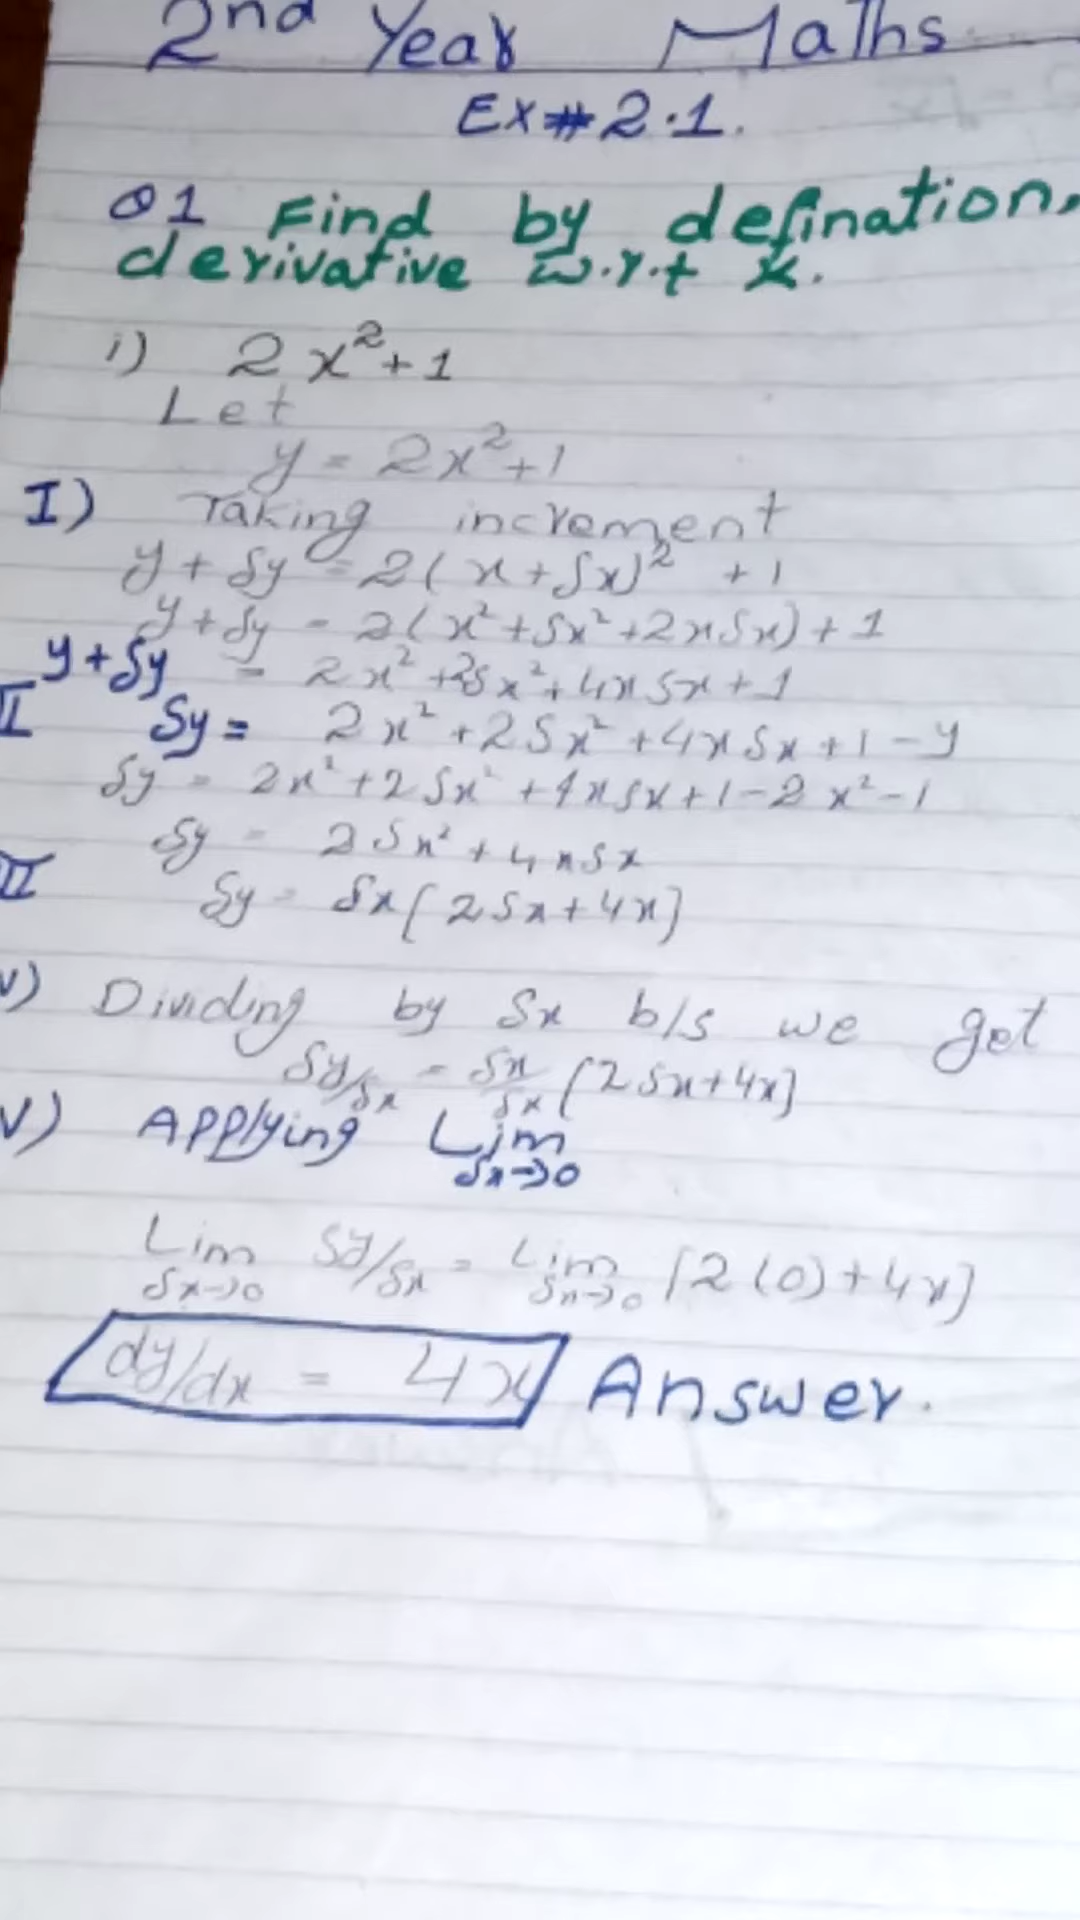 2nd Year Maths
Ex#2.1.
Q1 Find by defination,
derivative w.r.t x.
i) 2x²+1
Let
y = 2x²+1
I) Taking increment
y + δy = 2(x+δx)² +1
y+δy = 2(x²+δx²+2xδx)+1
y+δy = 2x²+2δx²+4xδx+1
II δy = 2x²+2δx²+4xδx+1-y
δy = 2x²+2δx²+4xδx+1-2x²-1
δy = 2δx²+4xδx
II δy = δx[2δx+4x]
V) Dividing by δx b/s we get
δy/δx = δx/δx [2δx+4x]
V) Applying Lim δx→0
Lim δx→0 δy/δx = Lim δx→0 [2(0)+4x]
dy/dx = 4x Answer.